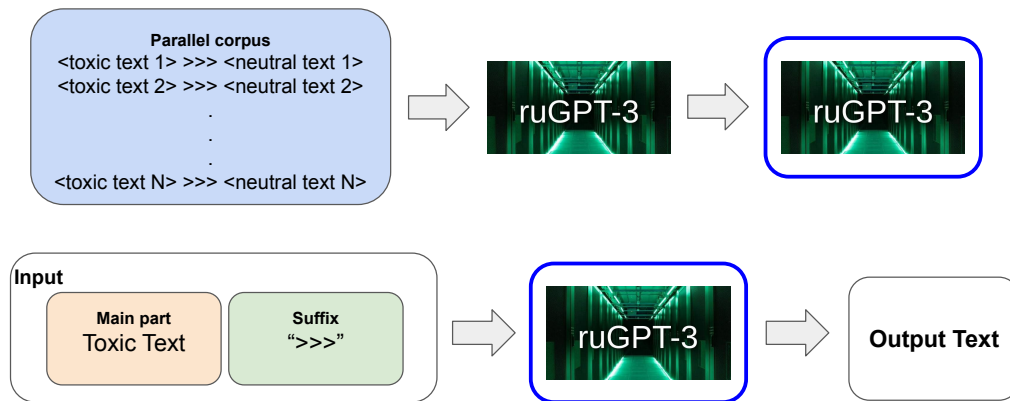 Parallel corpus
<toxic text 1> >>> <neutral text 1>
<toxic text 2> >>> <neutral text 2>
.
.
.
<toxic text N> >>> <neutral text N>
ruGPT-3
ruGPT-3
Input
Main part
Toxic Text
Suffix
“>>>”
ruGPT-3
Output Text